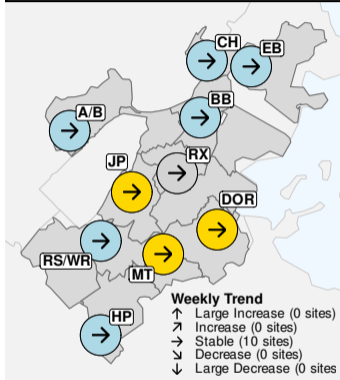 CH
EB
BB
A/B
RX
JP
DOR
RS/WR
MT
HP
Weekly Trend
↑ Large Increase (0 sites)
↗ Increase (0 sites)
→ Stable (10 sites)
↘ Decrease (0 sites)
↓ Large Decrease (0 sites